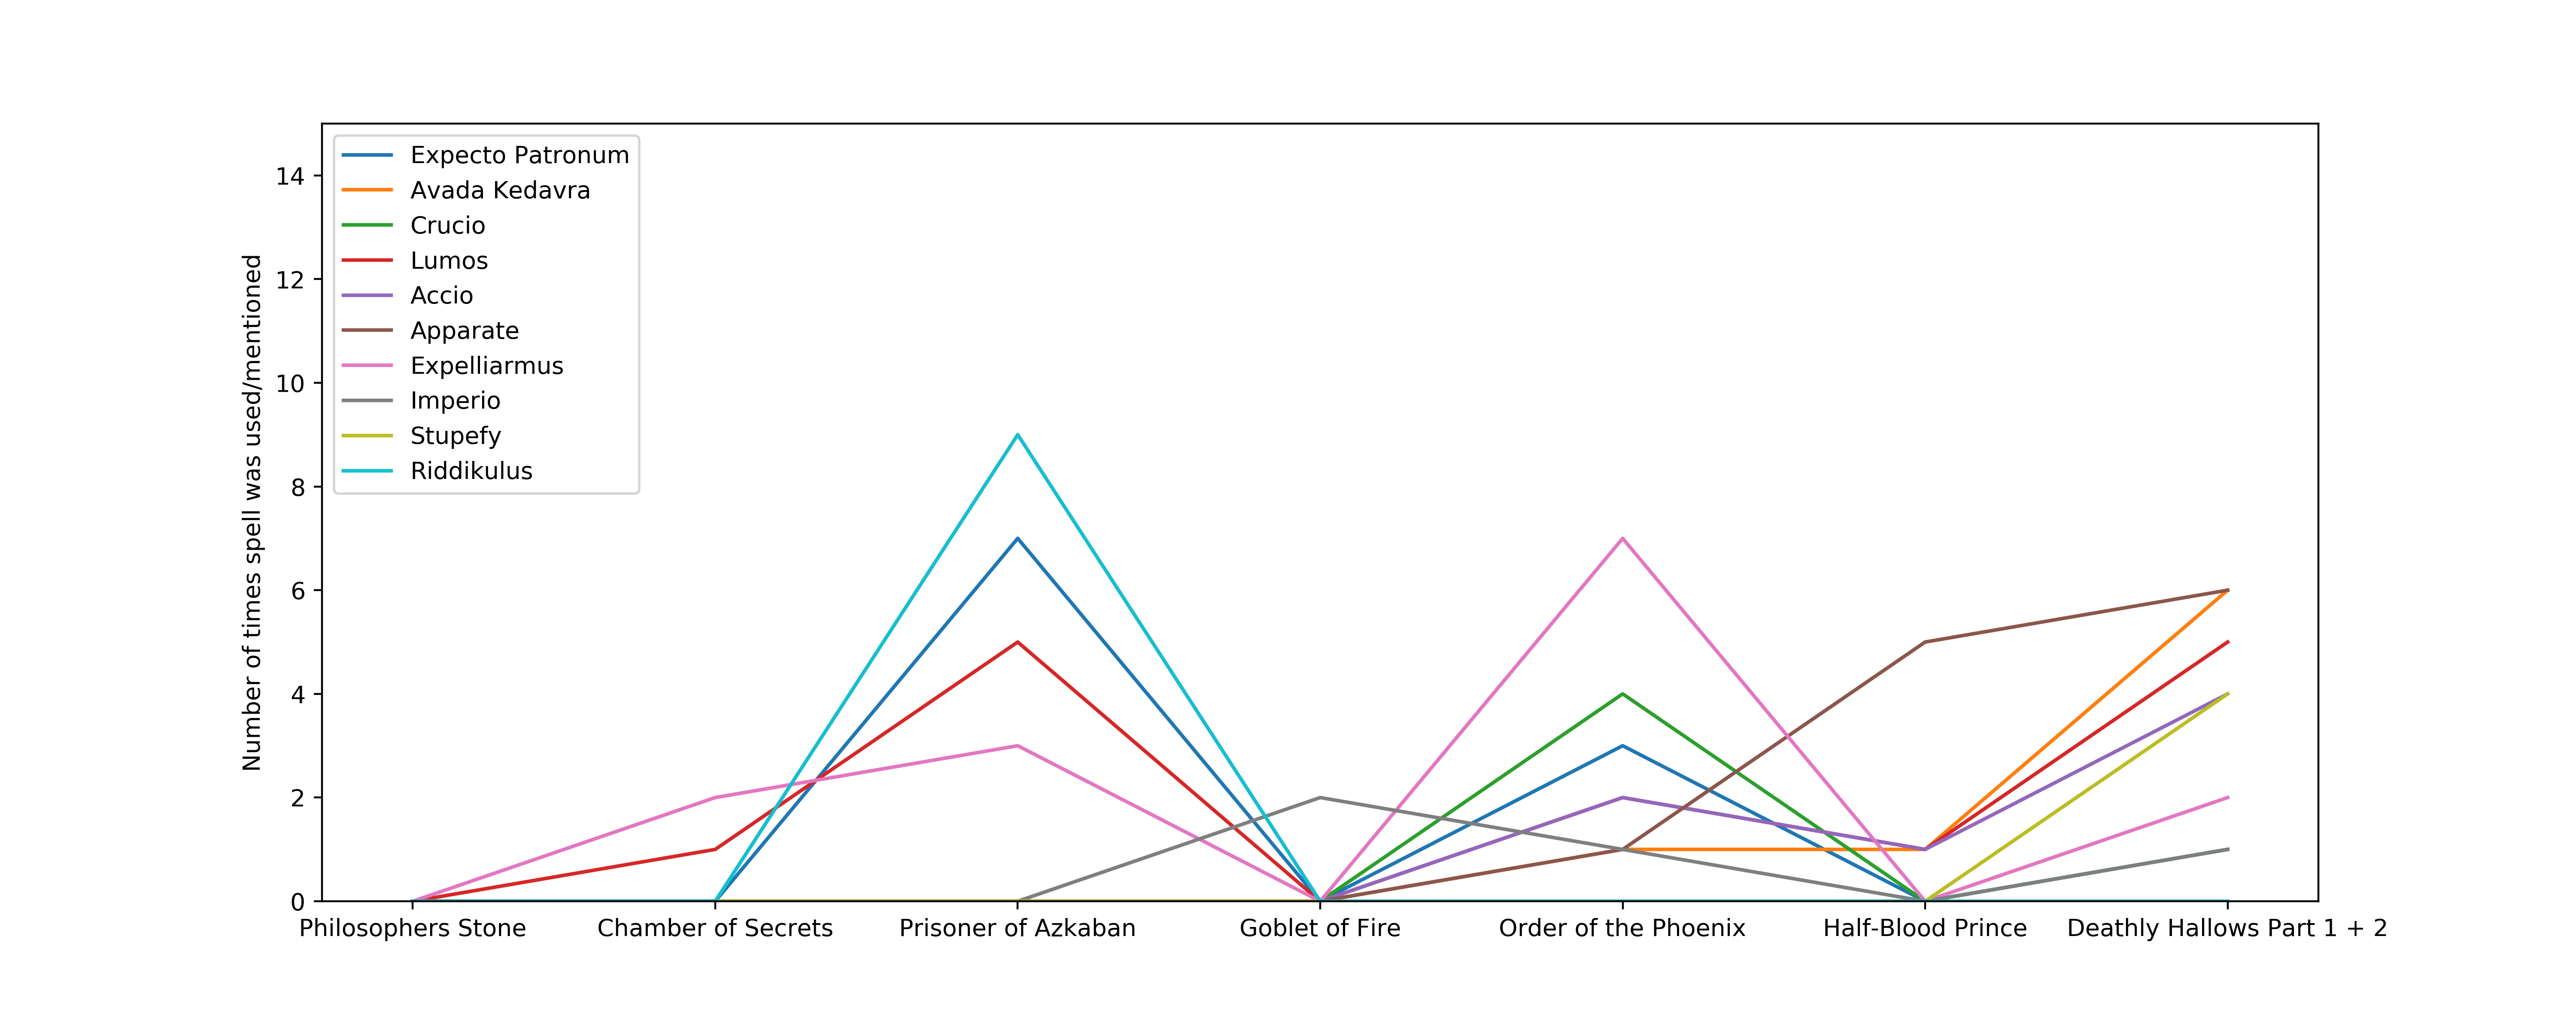 Expecto Patronum
Avada Kedavra
Crucio
Lumos
Accio
Apparate
Expelliarmus
Imperio
Stupefy
Riddikulus
Number of times spell was used/mentioned
14
12
10
8
6
4
2
0
Philosophers Stone
Chamber of Secrets
Prisoner of Azkaban
Goblet of Fire
Order of the Phoenix
Half-Blood Prince
Deathly Hallows Part 1 + 2